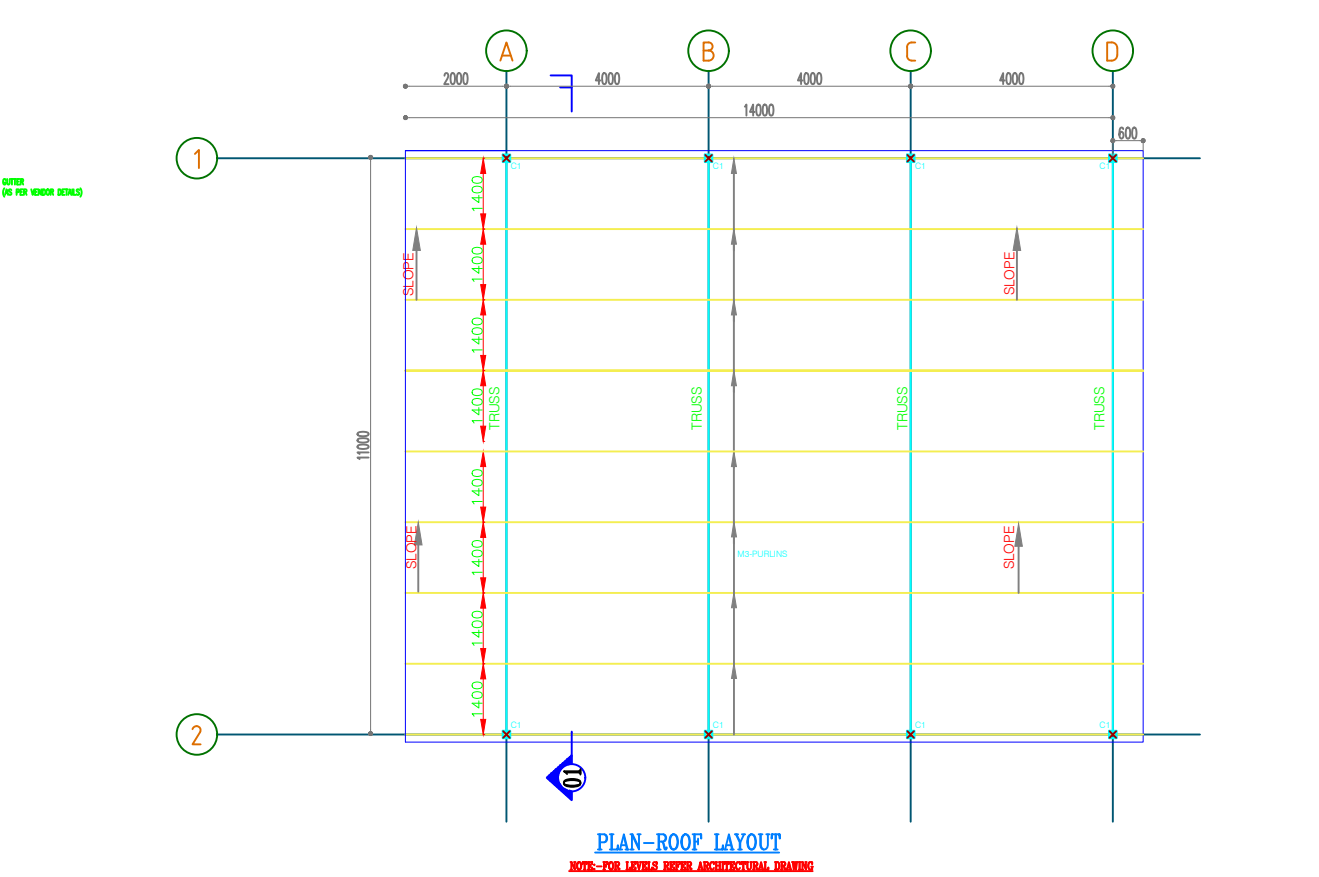 A B C D
2000 4000 4000 4000
14000
600
1
C1 C1 C1 C1
GUTTER
(AS PER VENDOR DETAILS)
1400
1400
SLOPE SLOPE
1400
1400
TRUSS TRUSS TRUSS TRUSS
11000
1400
SLOPE SLOPE
1400
M3-PURLINS
1400
1400
C1 C1 C1 C1
2
01
PLAN-ROOF LAYOUT
NOTE:-FOR LEVELS REFER ARCHITECTURAL DRAWING